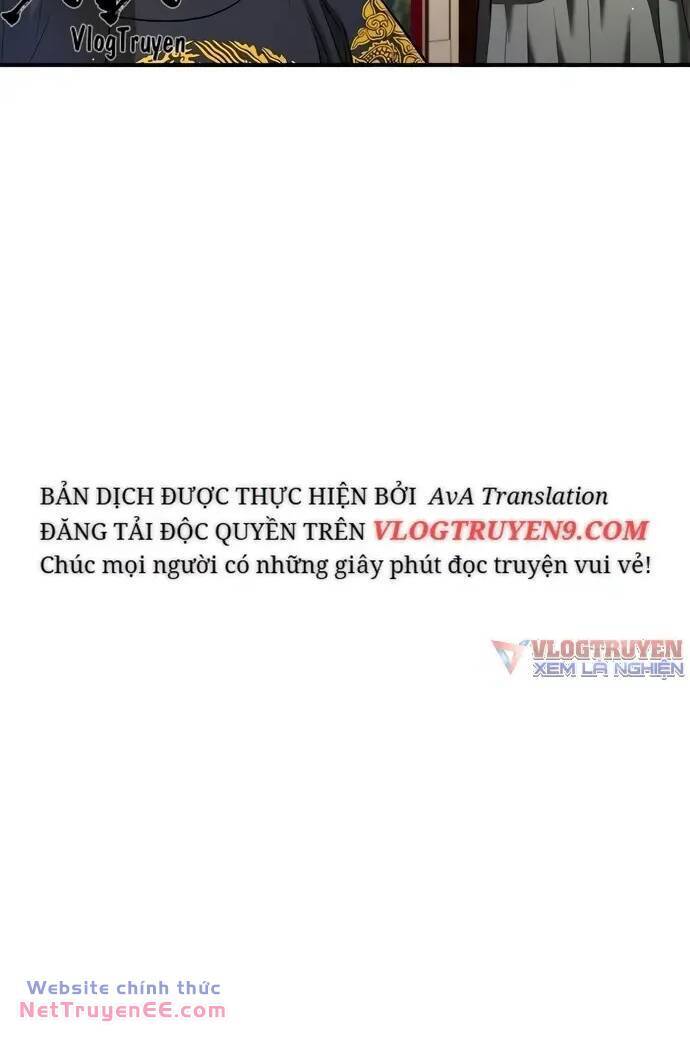 VlogTruyen
BẢN DỊCH ĐƯỢC THỰC HIỆN BỞI AvA Translation
ĐĂNG TẢI ĐỘC QUYỀN TRÊN VLOGTRUYEN9.COM
Chúc mọi người có những giây phút đọc truyện vui vẻ!
VLOGTRUYEN
XEM LÀ NGHIỆN
Website chính thức
NetTruyenEE.com